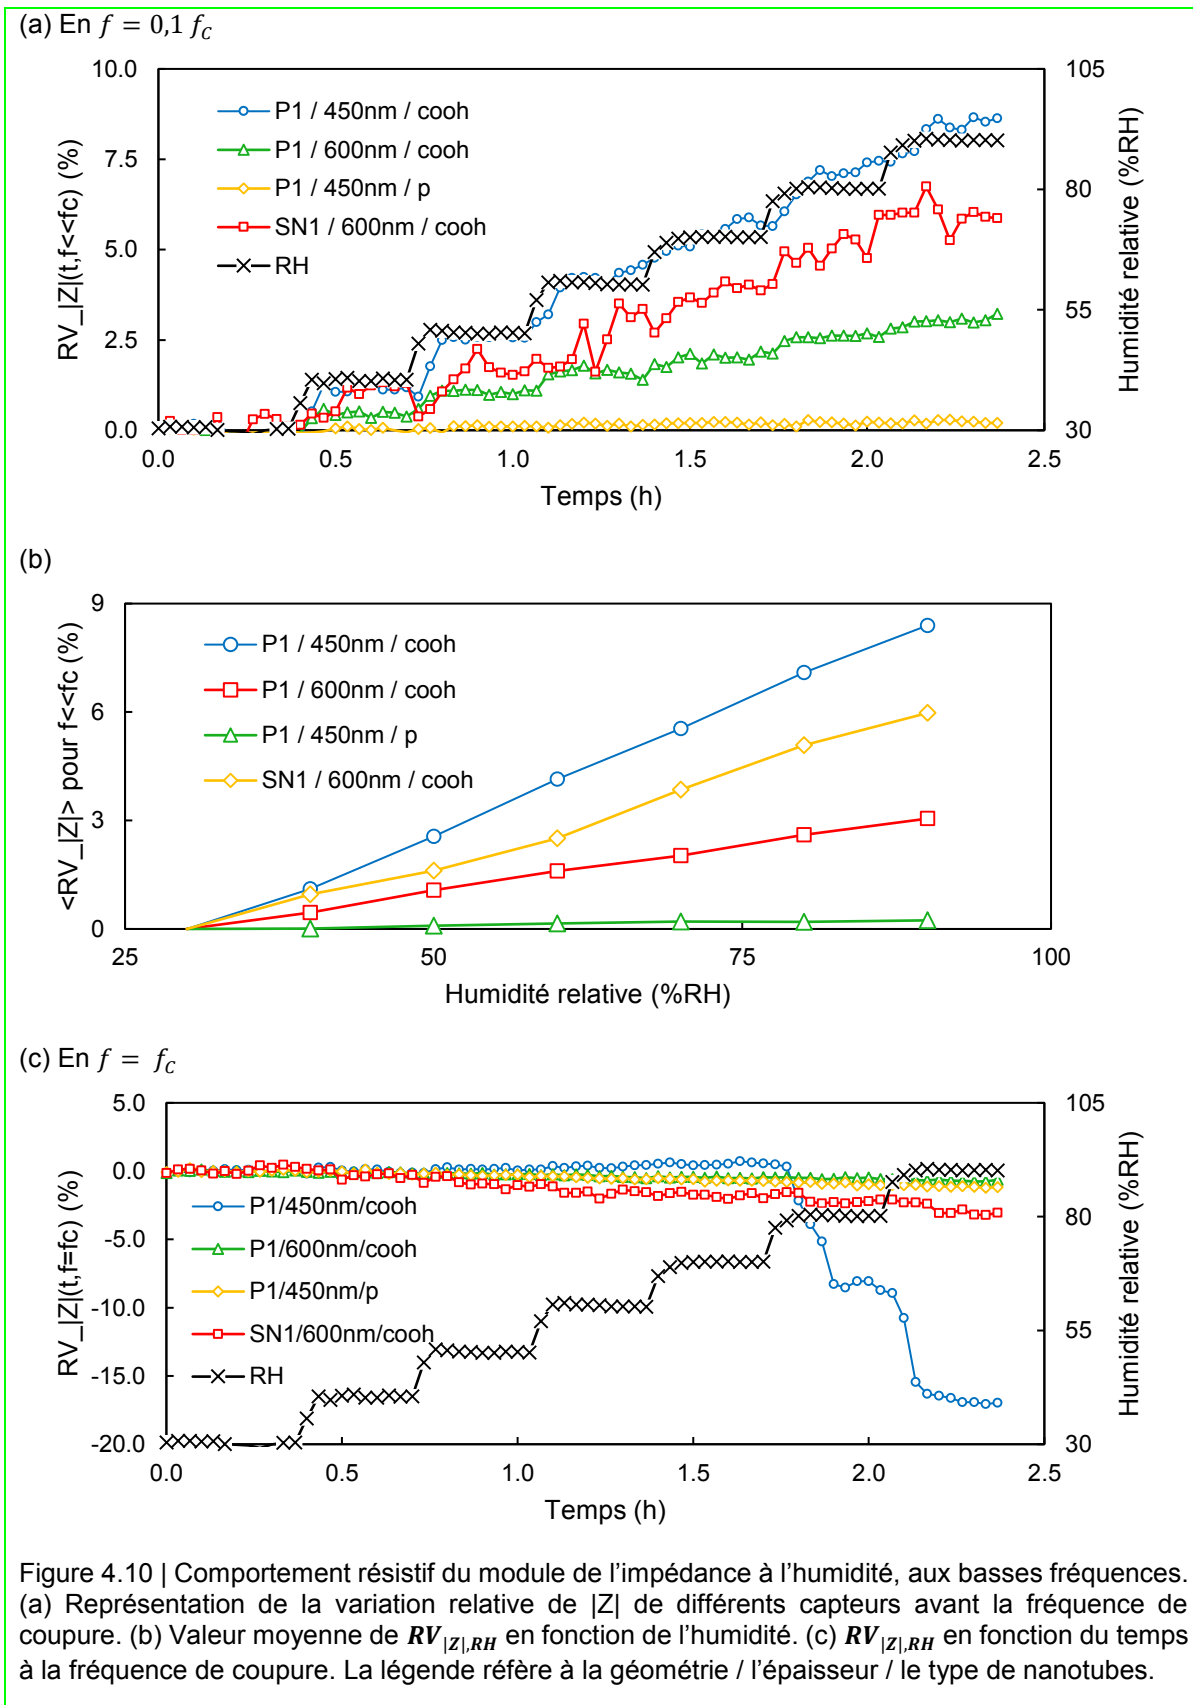 (a) En f = 0,1 f_C
10.0
7.5
5.0
2.5
0.0
RV_|Z|(t,f<<fc) (%)
P1 / 450nm / cooh
P1 / 600nm / cooh
P1 / 450nm / p
SN1 / 600nm / cooh
RH
105
80
55
30
Humidité relative (%RH)
0.0 0.5 1.0 1.5 2.0 2.5
Temps (h)
(b)
9
6
3
0
<RV_|Z|> pour f<<fc (%)
P1 / 450nm / cooh
P1 / 600nm / cooh
P1 / 450nm / p
SN1 / 600nm / cooh
25 50 75 100
Humidité relative (%RH)
(c) En f = f_C
5.0
0.0
-5.0
-10.0
-15.0
-20.0
RV_|Z|(t,f=fc) (%)
P1/450nm/cooh
P1/600nm/cooh
P1/450nm/p
SN1/600nm/cooh
RH
105
80
55
30
Humidité relative (%RH)
0.0 0.5 1.0 1.5 2.0 2.5
Temps (h)
Figure 4.10 | Comportement résistif du module de l'impédance à l'humidité, aux basses fréquences.
(a) Représentation de la variation relative de |Z| de différents capteurs avant la fréquence de
coupure. (b) Valeur moyenne de RV_|Z|,RH en fonction de l'humidité. (c) RV_|Z|,RH en fonction du temps
à la fréquence de coupure. La légende réfère à la géométrie / l'épaisseur / le type de nanotubes.